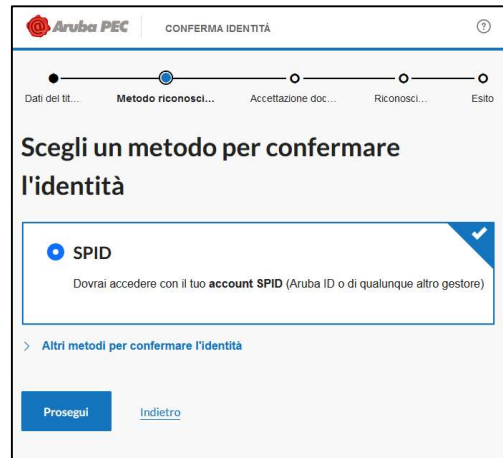 Aruba PEC CONFERMA IDENTITÀ ?
Dati del tit... Metodo riconosci... Accettazione doc... Riconosci... Esito
Scegli un metodo per confermare
l'identità
SPID
Dovrai accedere con il tuo account SPID (Aruba ID o di qualunque altro gestore)
Altri metodi per confermare l'identità
Prosegui Indietro